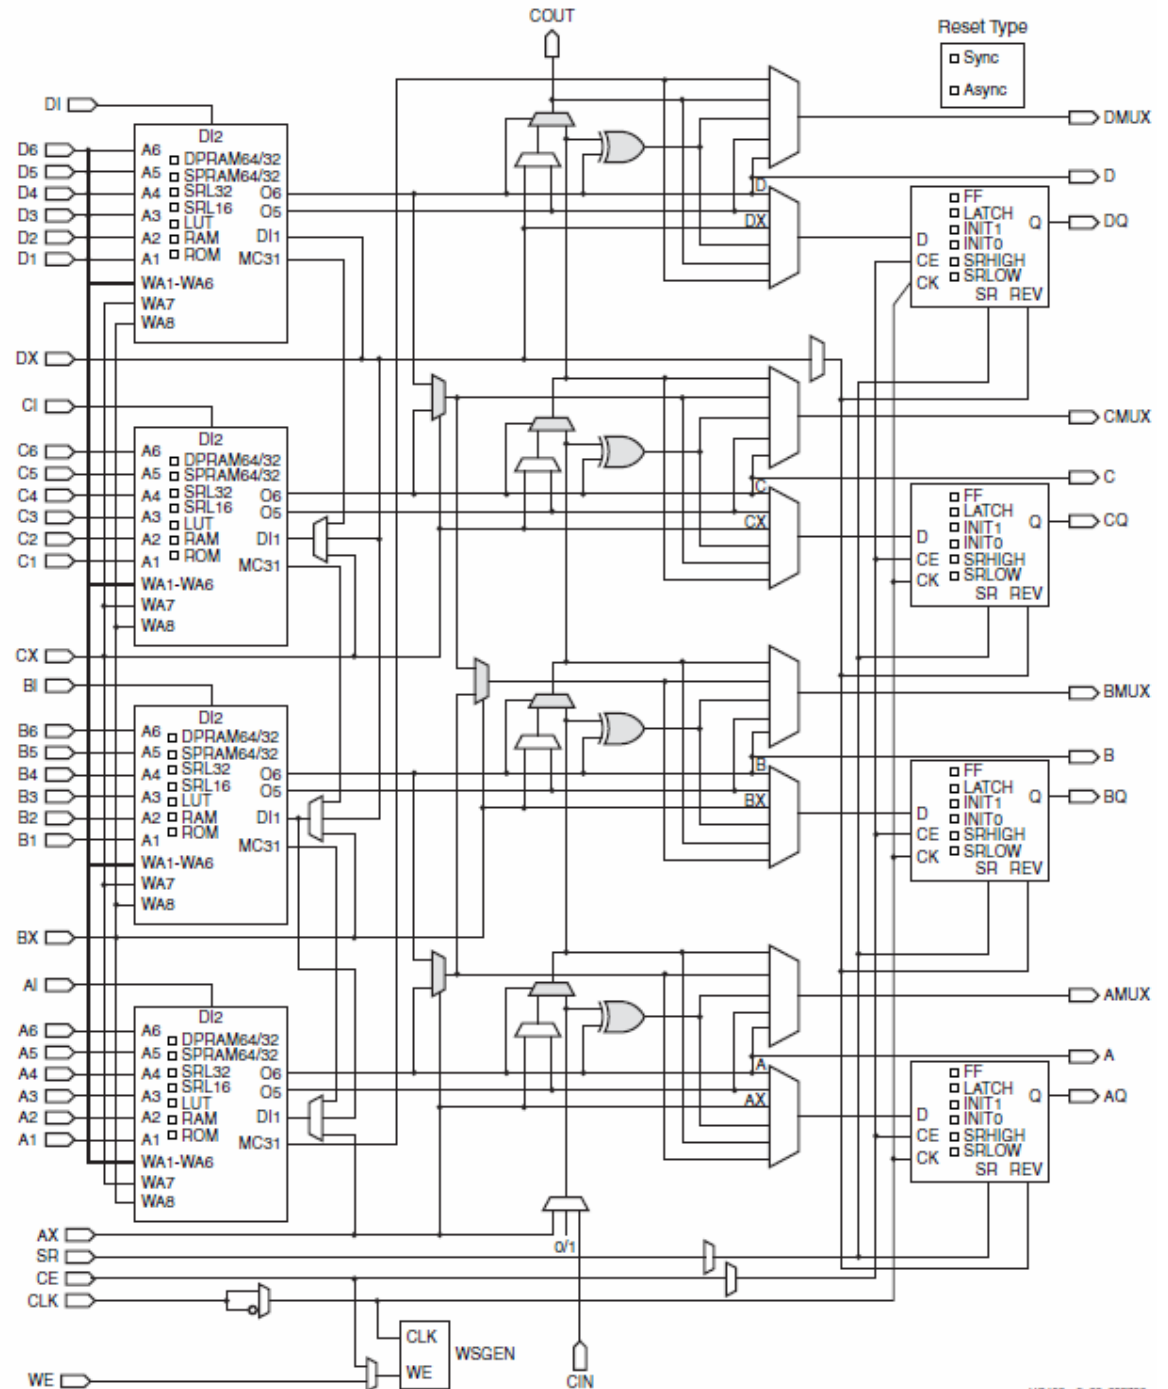 COUT
Reset Type
Sync
Async
DI
DI2
DMUX
D6
D5
D4
D3
D2
D1
A6
A5
A4
A3
A2
A1
DPRAM64/32
SPRAM64/32
SRL32
SRL16
LUT
RAM
ROM
O6
O5
DI1
MC31
WA1-WA6
WA7
WA8
D
DX
D
FF
LATCH
INIT1
INIT0
SRHIGH
SRLOW
D
CE
CK
Q
SR REV
DQ
DX
CI
DI2
CMUX
C6
C5
C4
C3
C2
C1
A6
A5
A4
A3
A2
A1
DPRAM64/32
SPRAM64/32
SRL32
SRL16
LUT
RAM
ROM
O6
O5
DI1
MC31
WA1-WA6
WA7
WA8
C
CX
C
FF
LATCH
INIT1
INIT0
SRHIGH
SRLOW
D
CE
CK
Q
SR REV
CQ
CX
BI
DI2
BMUX
B6
B5
B4
B3
B2
B1
A6
A5
A4
A3
A2
A1
DPRAM64/32
SPRAM64/32
SRL32
SRL16
LUT
RAM
ROM
O6
O5
DI1
MC31
WA1-WA6
WA7
WA8
B
BX
B
FF
LATCH
INIT1
INIT0
SRHIGH
SRLOW
D
CE
CK
Q
SR REV
BQ
BX
AI
DI2
AMUX
A6
A5
A4
A3
A2
A1
A6
A5
A4
A3
A2
A1
DPRAM64/32
SPRAM64/32
SRL32
SRL16
LUT
RAM
ROM
O6
O5
DI1
MC31
WA1-WA6
WA7
WA8
A
AX
A
FF
LATCH
INIT1
INIT0
SRHIGH
SRLOW
D
CE
CK
Q
SR REV
AQ
AX
0/1
SR
CE
CLK
CLK
WE
WSGEN
WE
CIN